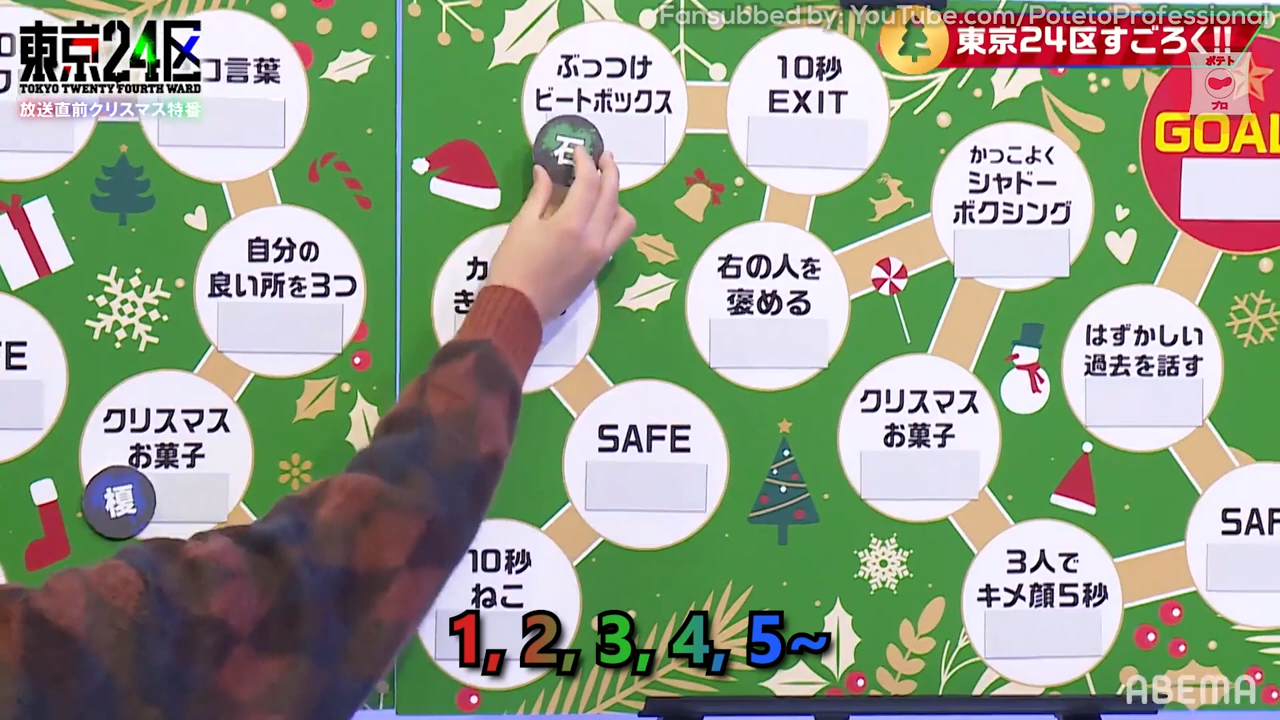 Fansubbed by: YouTube.com/PotetoProfessional
東京24区
TOKYO TWENTY FOURTH WARD
放送直前クリスマス特番
東京24区すごろく!!
ポテト
プロ
言葉
ぶっつけ
ビートボックス
10秒
EXIT
GOAL
かっこよく
シャドー
ボクシング
石
自分の
良い所を3つ
カ
き
右の人を
褒める
はずかしい
過去を話す
クリスマス
お菓子
榎
SAFE
クリスマス
お菓子
SAF
10秒
ねこ
3人で
キメ顔5秒
1, 2, 3, 4, 5~
ABEMA